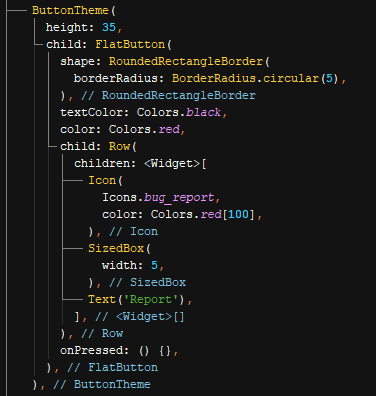 ButtonTheme(
height: 35,
child: FlatButton(
shape: RoundedRectangleBorder(
borderRadius: BorderRadius.circular(5),
), // RoundedRectangleBorder
textColor: Colors.black,
color: Colors.red,
child: Row(
children: <Widget>[
Icon(
Icons.bug_report,
color: Colors.red[100],
), // Icon
SizedBox(
width: 5,
), // SizedBox
Text('Report'),
], // <Widget>[]
), // Row
onPressed: () {},
), // FlatButton
), // ButtonTheme